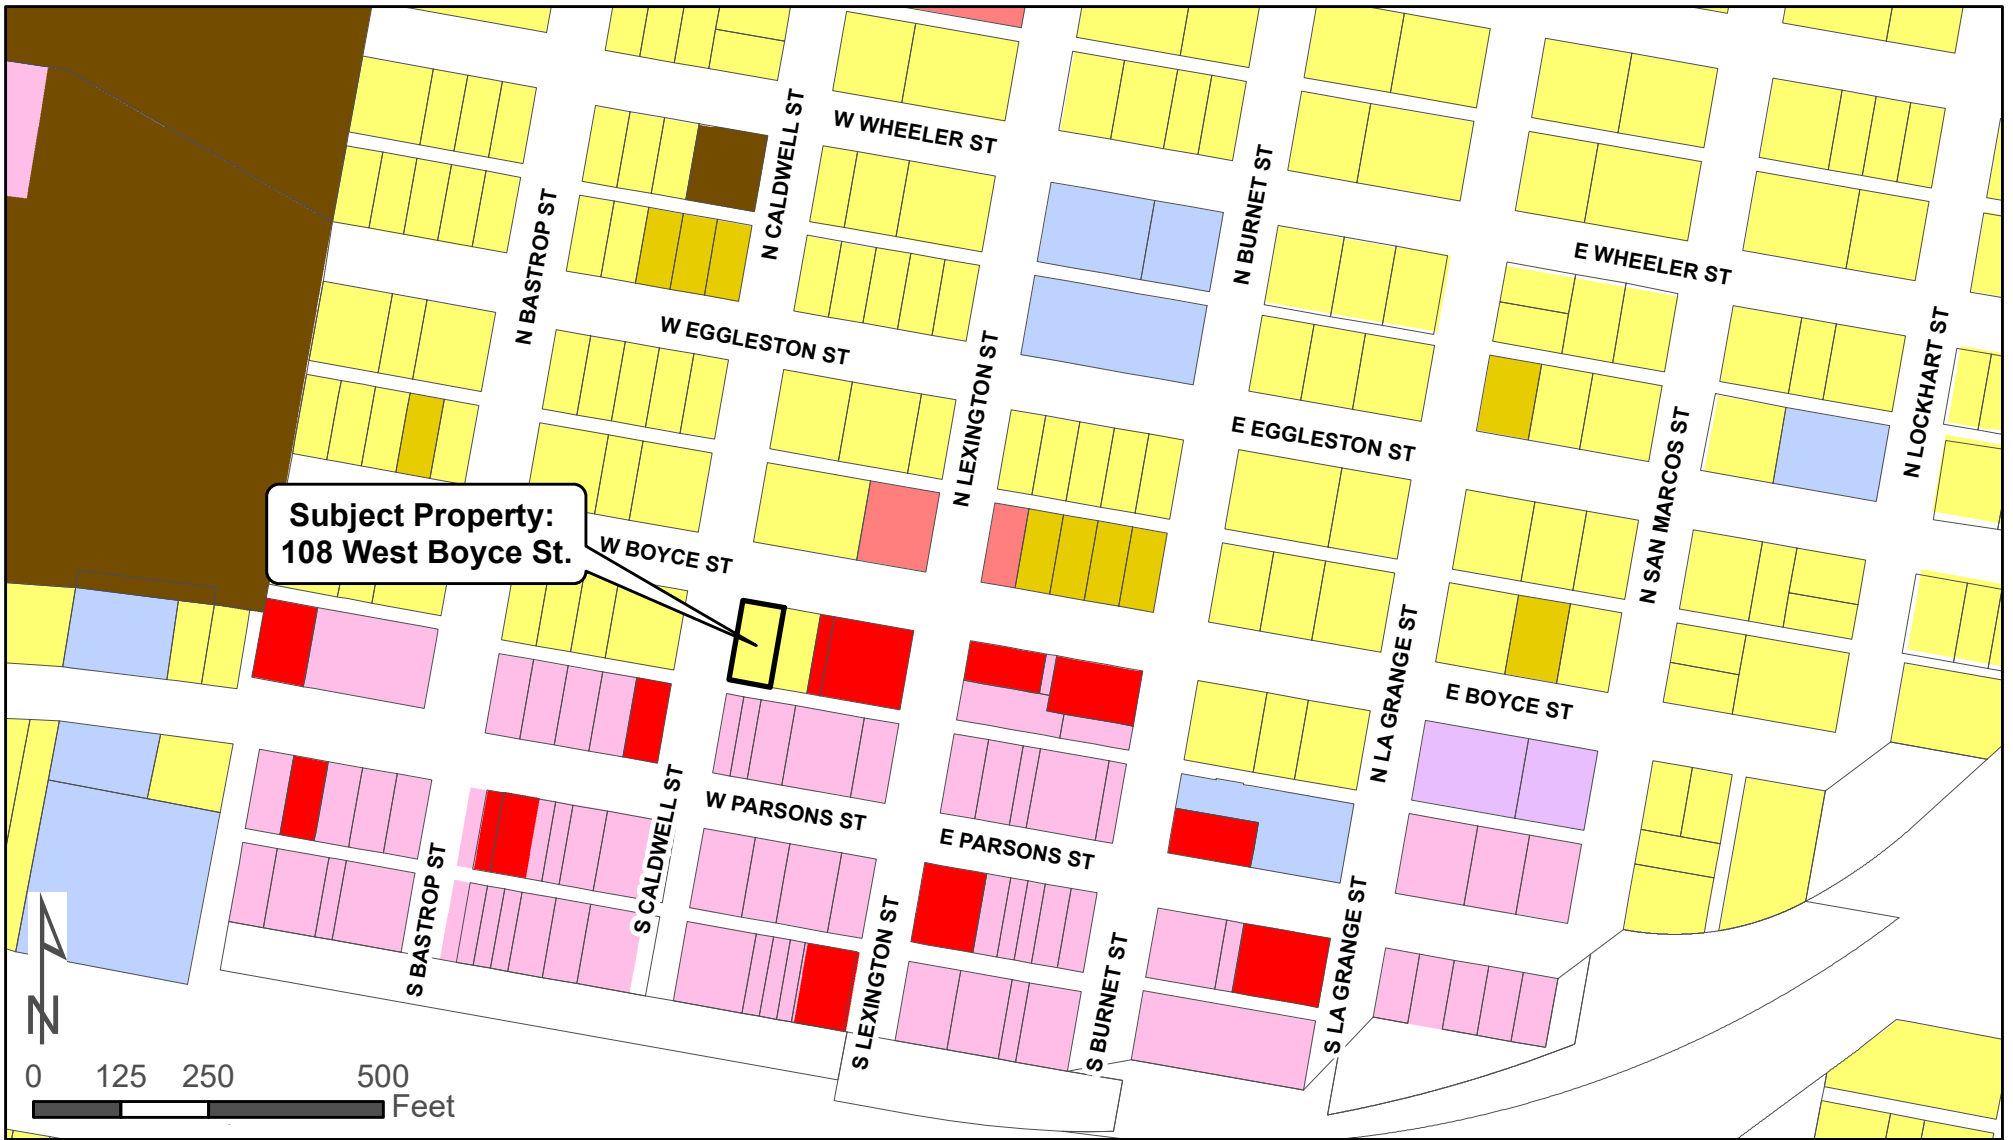 W WHEELER ST
N CALDWELL ST
N BURNET ST
N BASTROP ST
E WHEELER ST
W EGGLESTON ST
N LEXINGTON ST
N LOCKHART ST
E EGGLESTON ST
N SAN MARCOS ST
Subject Property:
108 West Boyce St.
W BOYCE ST
N LA GRANGE ST
E BOYCE ST
W PARSONS ST
S CALDWELL ST
E PARSONS ST
S BASTROP ST
S LEXINGTON ST
S BURNET ST
S LA GRANGE ST
N
0 125 250 500
Feet